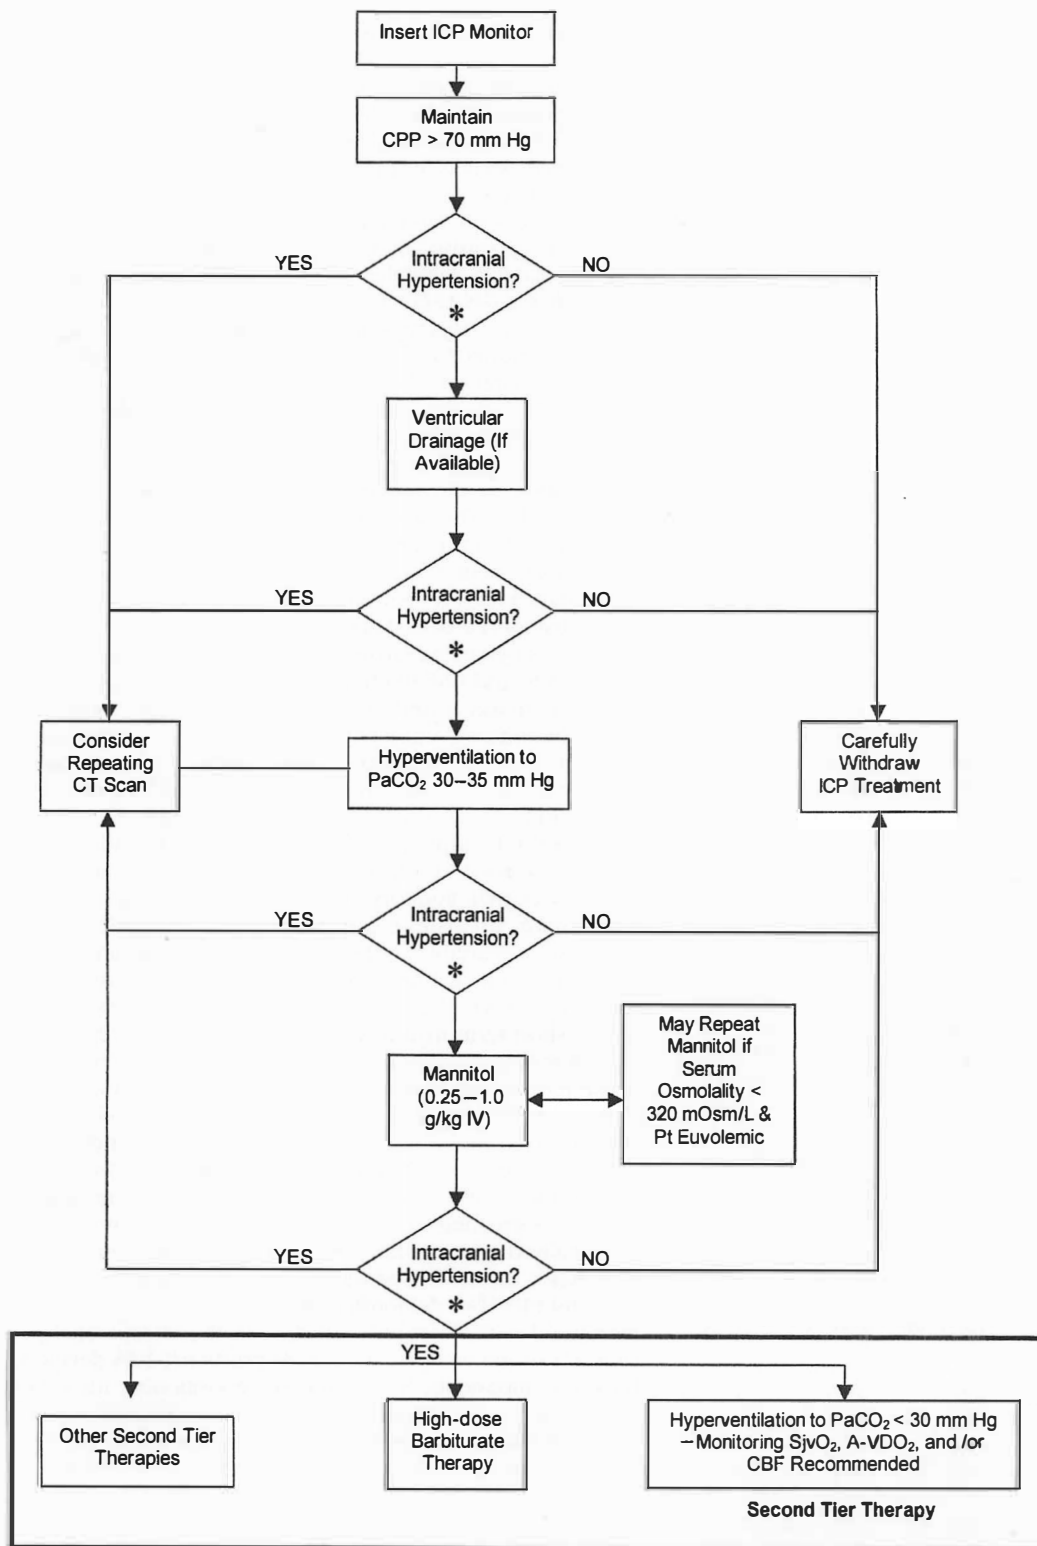 Insert ICP Monitor
Maintain
CPP > 70 mm Hg
Intracranial
Hypertension?
*
YES
NO
Ventricular
Drainage (If
Available)
Intracranial
Hypertension?
*
YES
NO
Consider
Repeating
CT Scan
Hyperventilation to
PaCO₂ 30–35 mm Hg
Carefully
Withdraw
ICP Treatment
Intracranial
Hypertension?
*
YES
NO
Mannitol
(0.25–1.0
g/kg IV)
May Repeat
Mannitol if
Serum
Osmolality <
320 mOsm/L &
Pt Euvolemic
Intracranial
Hypertension?
*
YES
NO
YES
Other Second Tier
Therapies
High-dose
Barbiturate
Therapy
Hyperventilation to PaCO₂ < 30 mm Hg
–Monitoring SjvO₂, A-VDO₂, and /or
CBF Recommended
Second Tier Therapy